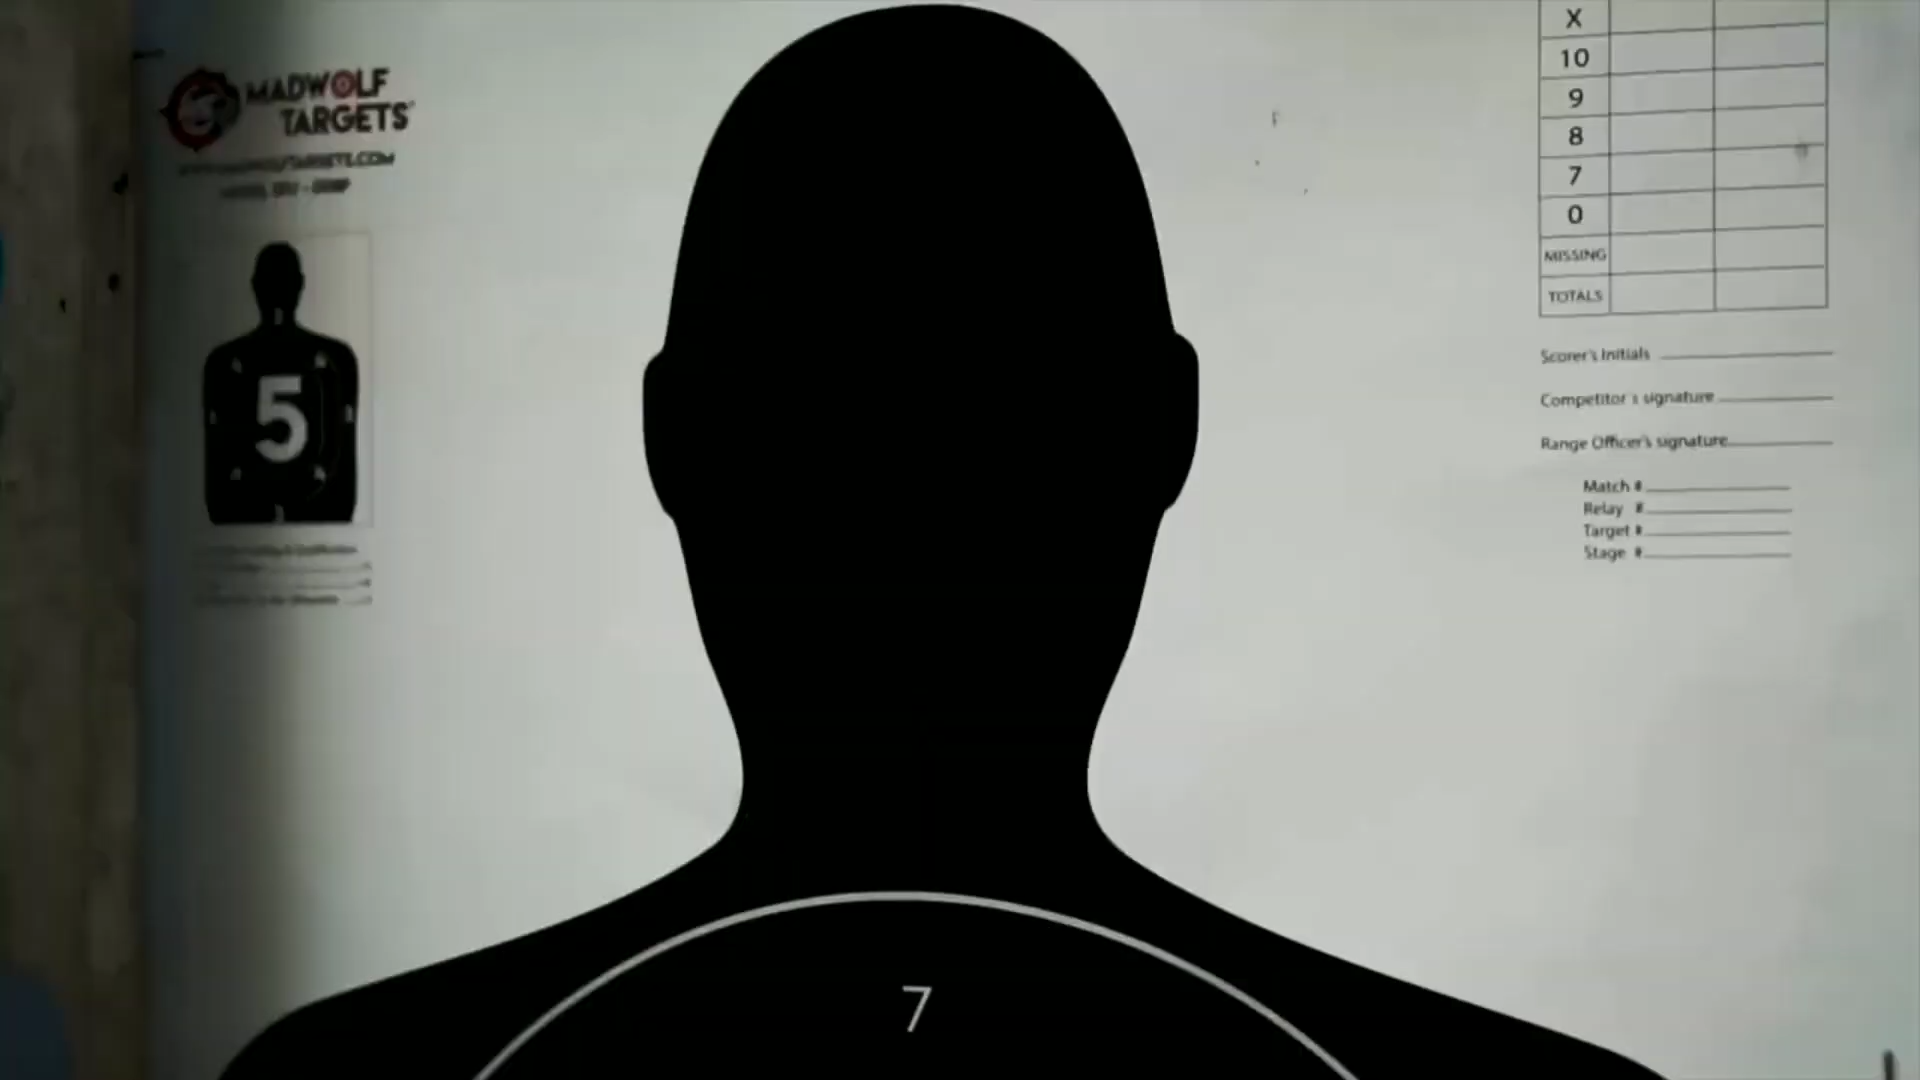 MADWOLF
TARGETS
5
7
X
10
9
8
7
0
MISSING
TOTALS
Scorer's Initials
Competitor's signature
Range Officer's signature
Match #
Relay #
Target #
Stage #